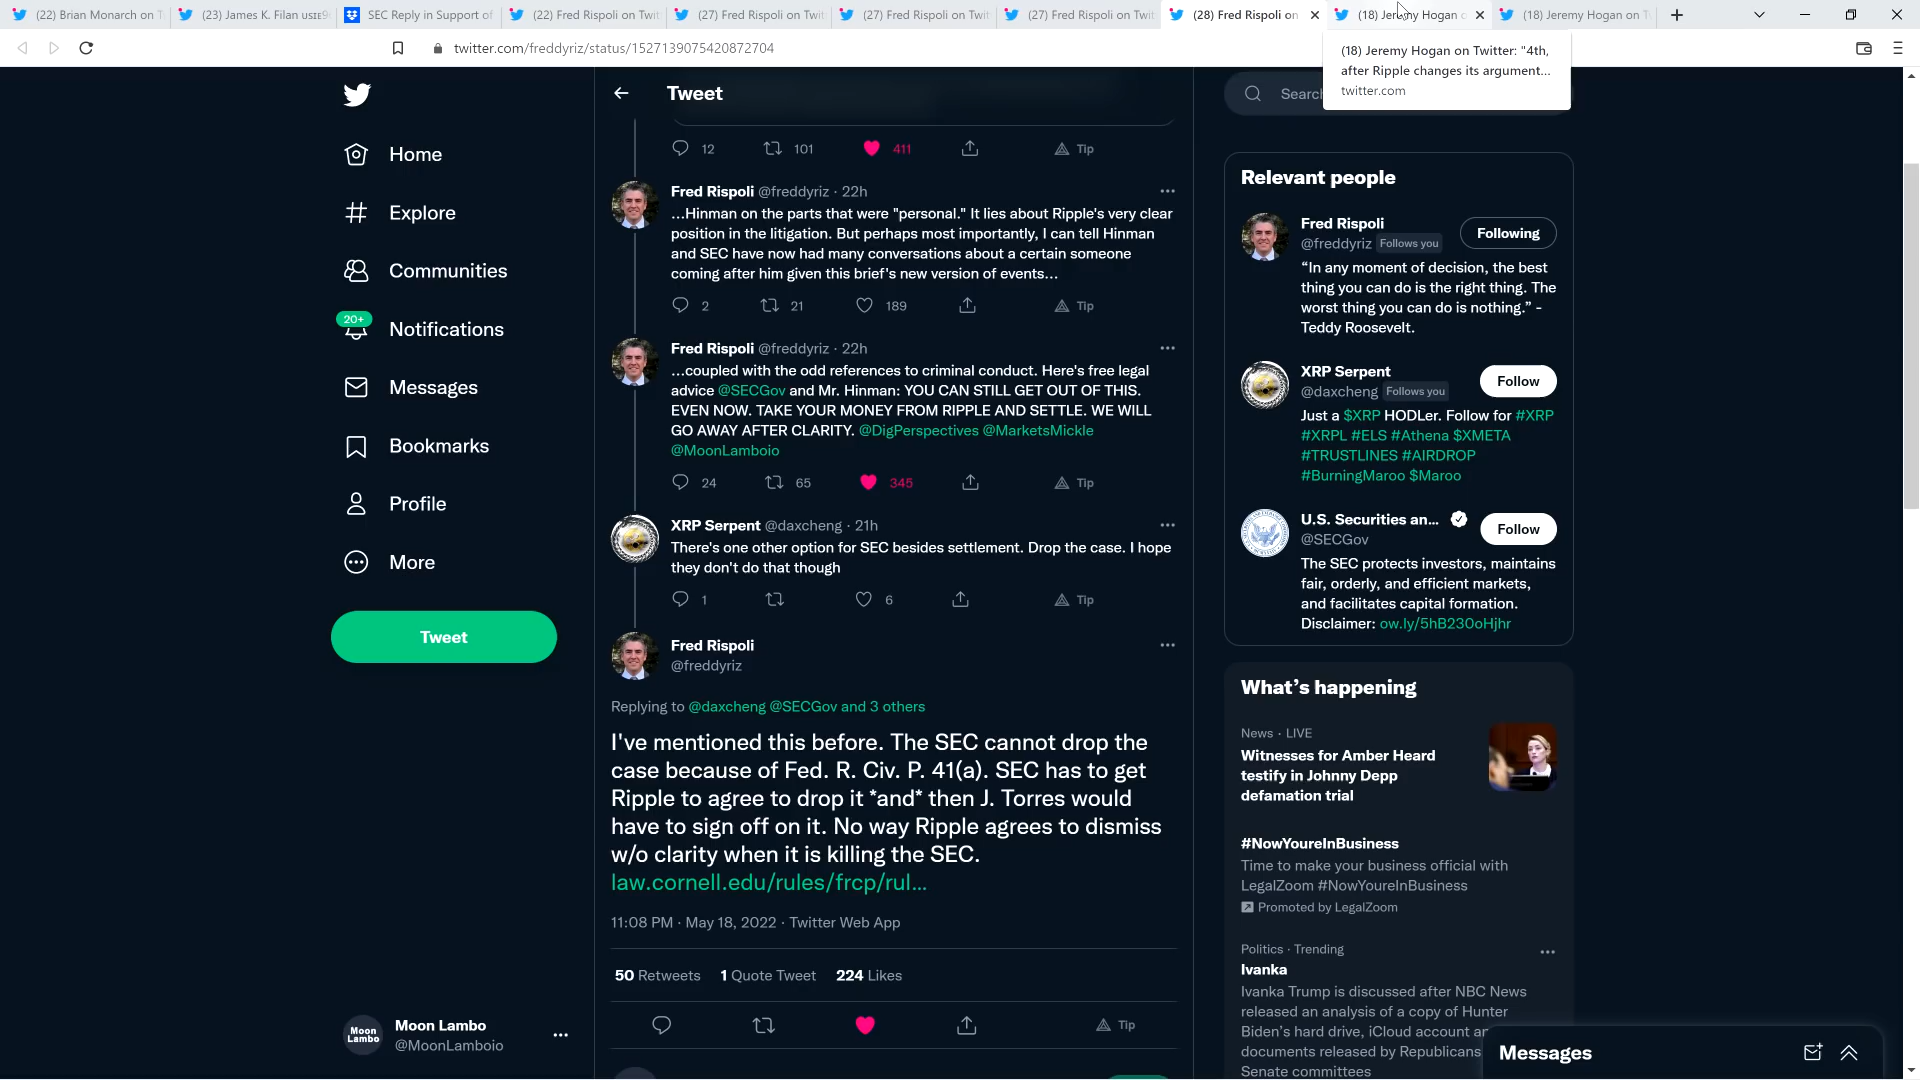 (22) Brian Monarch on T
(23) James K. Filan
SEC Reply in Support of
(22) Fred Rispoli on Twit
(27) Fred Rispoli on Twit
(27) Fred Rispoli on Twit
(27) Fred Rispoli on Twit
(28) Fred Rispoli on
(18) Jeremy Hogan
(18) Jeremy Hogan on T
twitter.com/freddyriz/status/1527139075420872704
(18) Jeremy Hogan on Twitter: "4th,
after Ripple changes its argument...
twitter.com
Home
Explore
Communities
20+
Notifications
Messages
Bookmarks
Profile
More
Tweet
Moon Lambo
Moon Lambo
@MoonLamboio
Tweet
12 101 411 Tip
Fred Rispoli @freddyriz · 22h
...Hinman on the parts that were "personal." It lies about Ripple's very clear
position in the litigation. But perhaps most importantly, I can tell Hinman
and SEC have now had many conversations about a certain someone
coming after him given this brief's new version of events...
2 21 189 Tip
Fred Rispoli @freddyriz · 22h
...coupled with the odd references to criminal conduct. Here's free legal
advice @SECGov and Mr. Hinman: YOU CAN STILL GET OUT OF THIS.
EVEN NOW. TAKE YOUR MONEY FROM RIPPLE AND SETTLE. WE WILL
GO AWAY AFTER CLARITY. @DigPerspectives @MarketsMickle
@MoonLamboio
24 65 345 Tip
XRP Serpent @daxcheng · 21h
There's one other option for SEC besides settlement. Drop the case. I hope
they don't do that though
1 6 Tip
Fred Rispoli
@freddyriz
Replying to @daxcheng @SECGov and 3 others
I've mentioned this before. The SEC cannot drop the
case because of Fed. R. Civ. P. 41(a). SEC has to get
Ripple to agree to drop it *and* then J. Torres would
have to sign off on it. No way Ripple agrees to dismiss
w/o clarity when it is killing the SEC.
law.cornell.edu/rules/frcp/rul...
11:08 PM · May 18, 2022 · Twitter Web App
50 Retweets 1 Quote Tweet 224 Likes
Tip
Search
Relevant people
Fred Rispoli
@freddyriz Follows you
Following
“In any moment of decision, the best
thing you can do is the right thing. The
worst thing you can do is nothing.” -
Teddy Roosevelt.
XRP Serpent
@daxcheng Follows you
Follow
Just a $XRP HODLer. Follow for #XRP
#XRPL #ELS #Athena $XMETA
#TRUSTLINES #AIRDROP
#BurningMaroo $Maroo
U.S. Securities an...
@SECGov
Follow
The SEC protects investors, maintains
fair, orderly, and efficient markets,
and facilitates capital formation.
Disclaimer: ow.ly/5hB230oHjhr
What's happening
News · LIVE
Witnesses for Amber Heard
testify in Johnny Depp
defamation trial
#NowYoureInBusiness
Time to make your business official with
LegalZoom #NowYoureInBusiness
Promoted by LegalZoom
Politics · Trending
Ivanka
Ivanka Trump is discussed after NBC News
released an analysis of a copy of Hunter
Biden's hard drive, iCloud account
documents released by Republicans
Senate committees
Messages